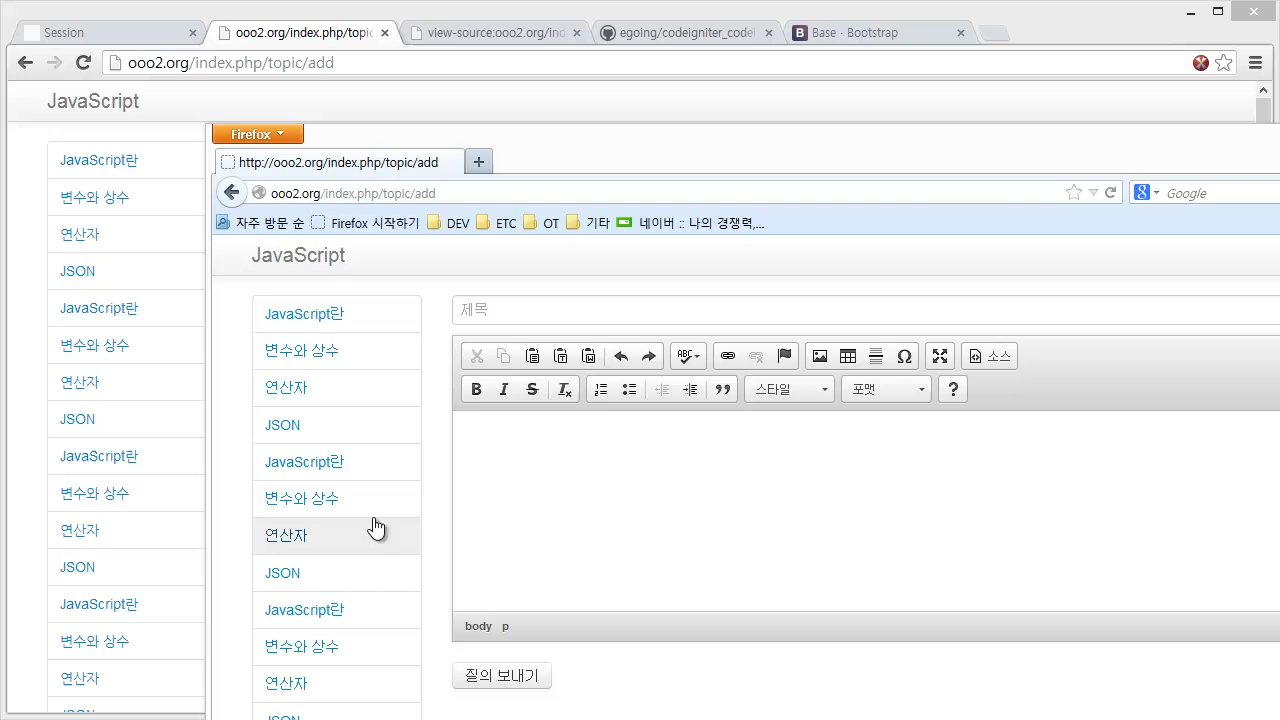 Session
ooo2.org/index.php/topic
view-source:ooo2.org/ind
egoing/codeigniter_codei
Base · Bootstrap
ooo2.org/index.php/topic/add
JavaScript
JavaScript란
변수와 상수
연산자
JSON
JavaScript란
변수와 상수
연산자
JSON
JavaScript란
변수와 상수
연산자
JSON
JavaScript란
변수와 상수
연산자
JSON
Firefox
http://ooo2.org/index.php/topic/add
ooo2.org/index.php/topic/add
Google
자주 방문 순
Firefox 시작하기
DEV
ETC
OT
기타
네이버 :: 나의 경쟁력,...
JavaScript
JavaScript란
변수와 상수
연산자
JSON
JavaScript란
변수와 상수
연산자
JSON
JavaScript란
변수와 상수
연산자
JSON
제목
ABC
소스
B I S Ix
스타일
포맷
?
body p
질의 보내기